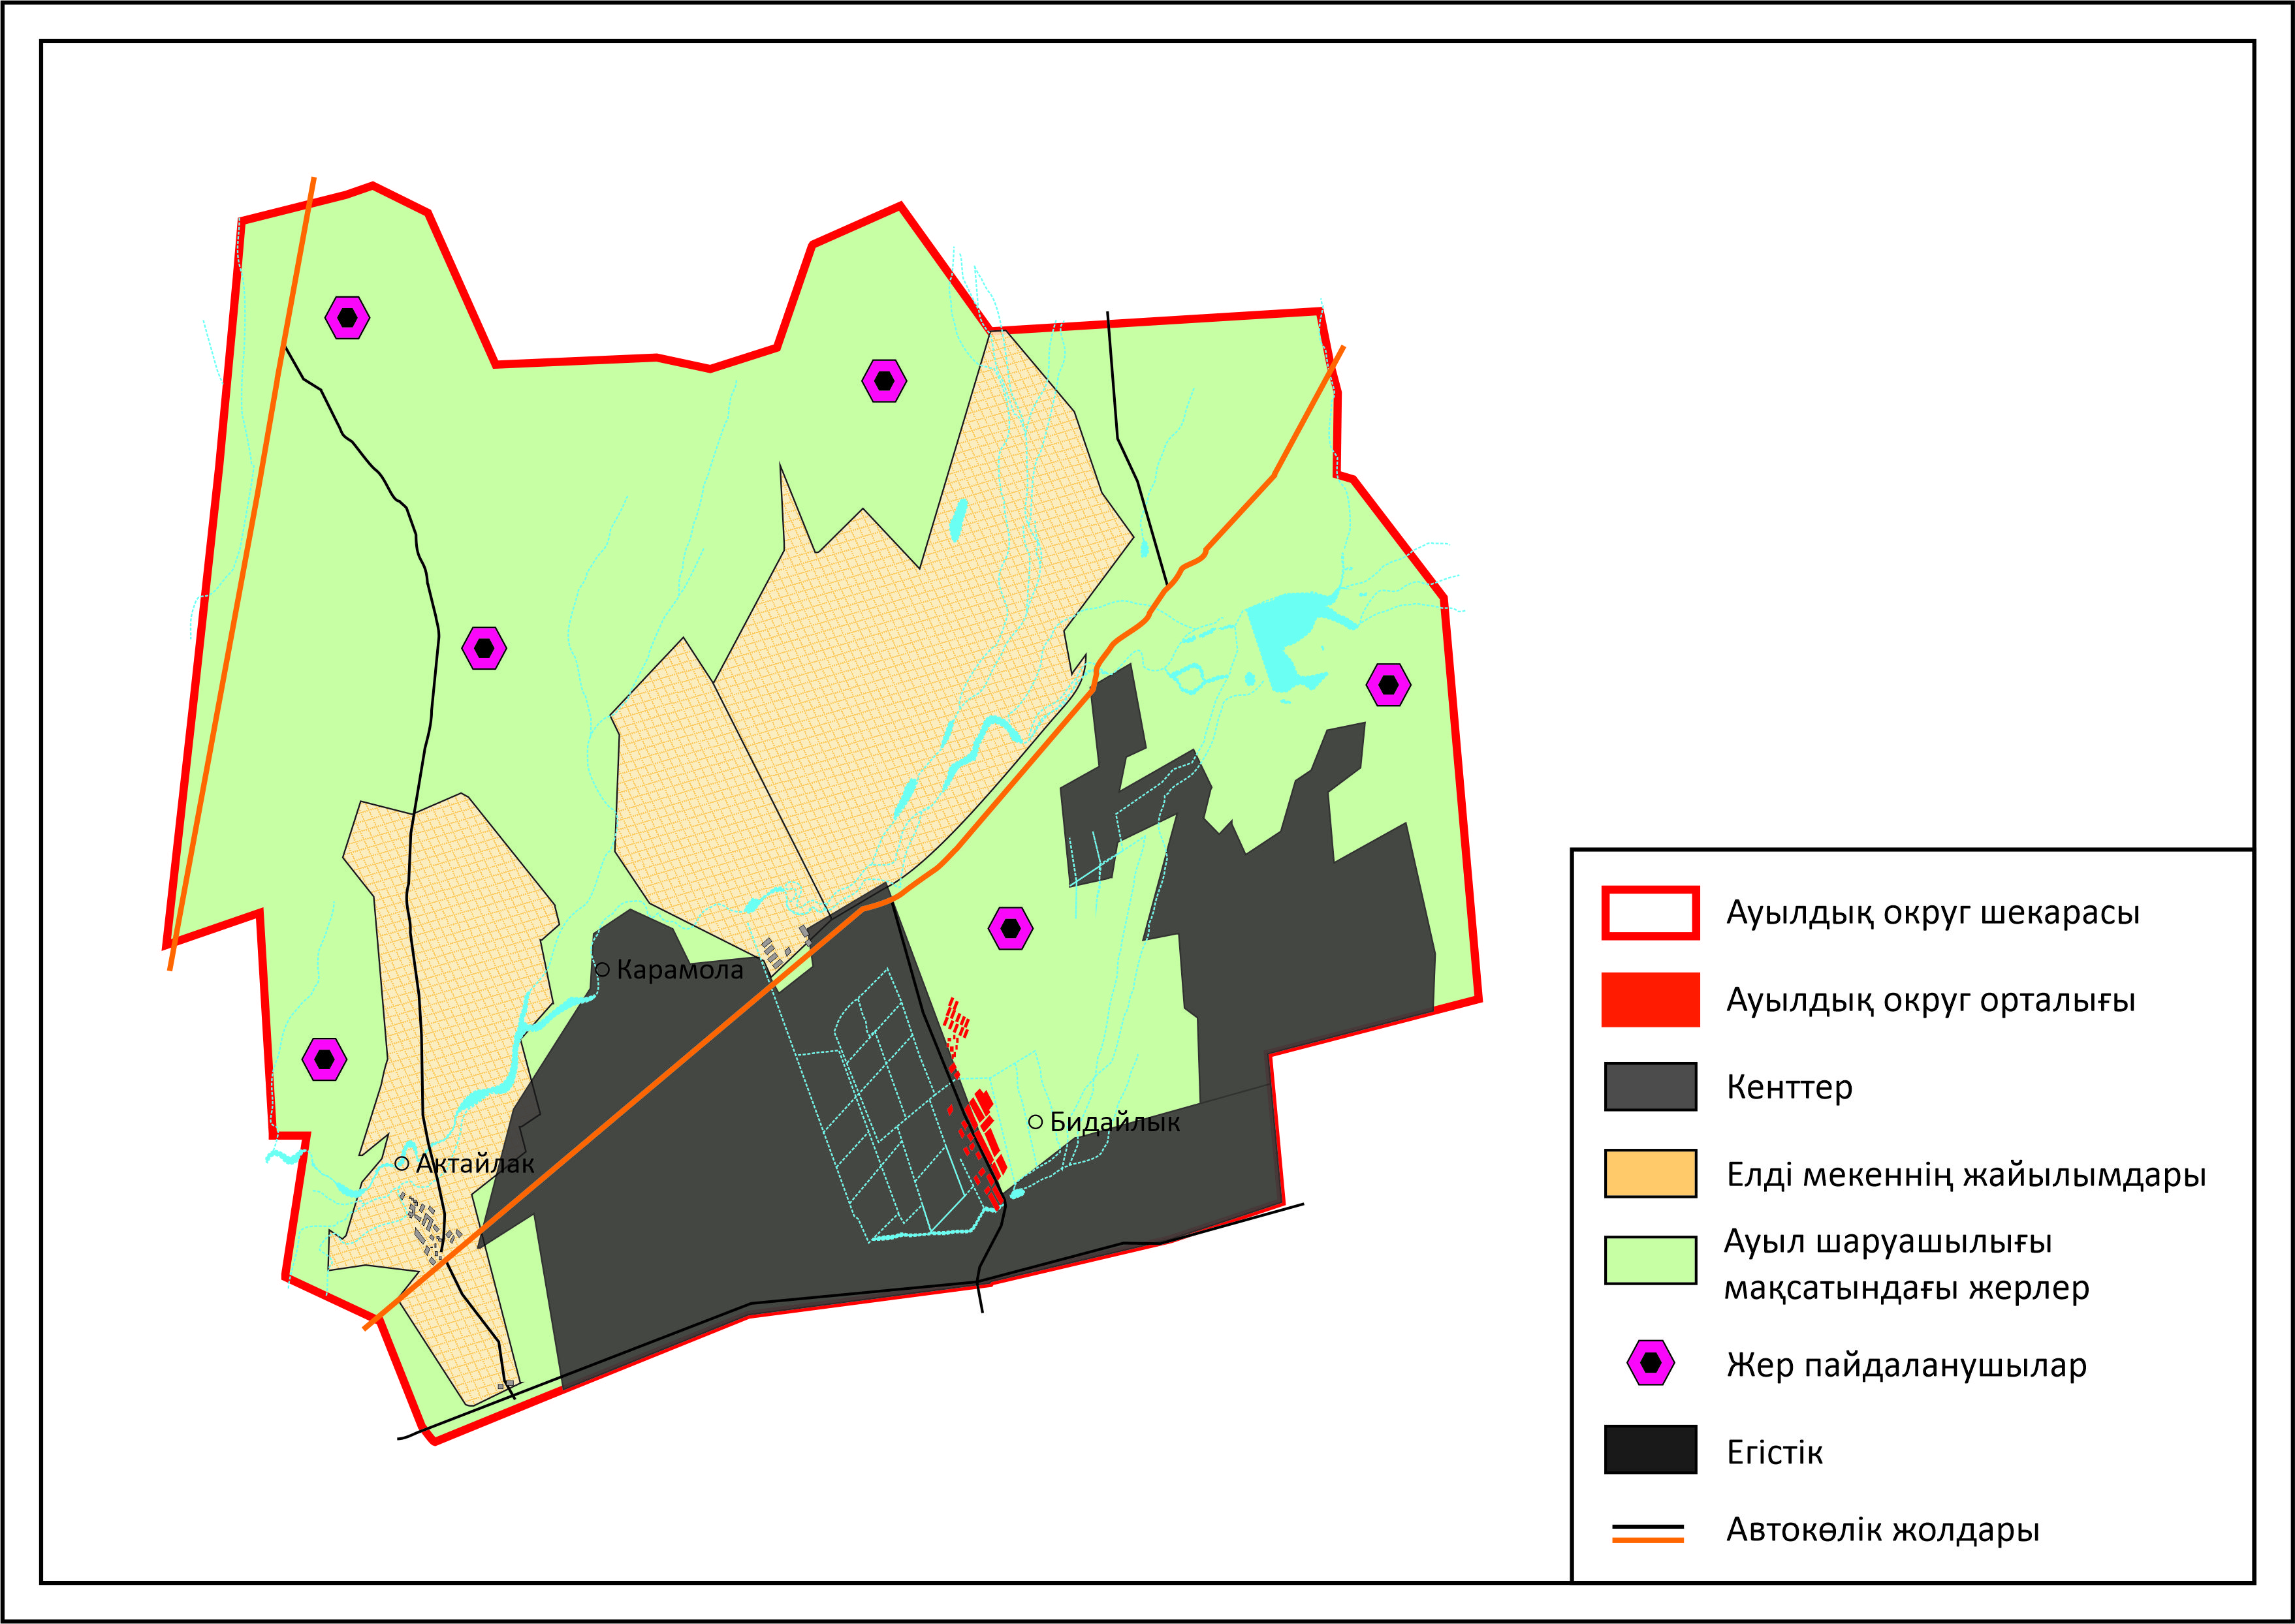 Карамола
Бидайлык
Актайлак
Ауылдық округ шекарасы
Ауылдық округ орталығы
Кенттер
Елді мекеннің жайылымдары
Ауыл шаруашылығы
мақсатындағы жерлер
Жер пайдаланушылар
Егістік
Автокөлік жолдары